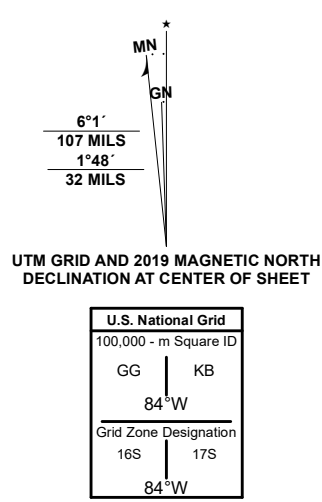 ★
MN
GN
6°1´
107 MILS
1°48´
32 MILS
UTM GRID AND 2019 MAGNETIC NORTH
DECLINATION AT CENTER OF SHEET
U.S. National Grid
100,000 - m Square ID
GG KB
84°W
Grid Zone Designation
16S 17S
84°W